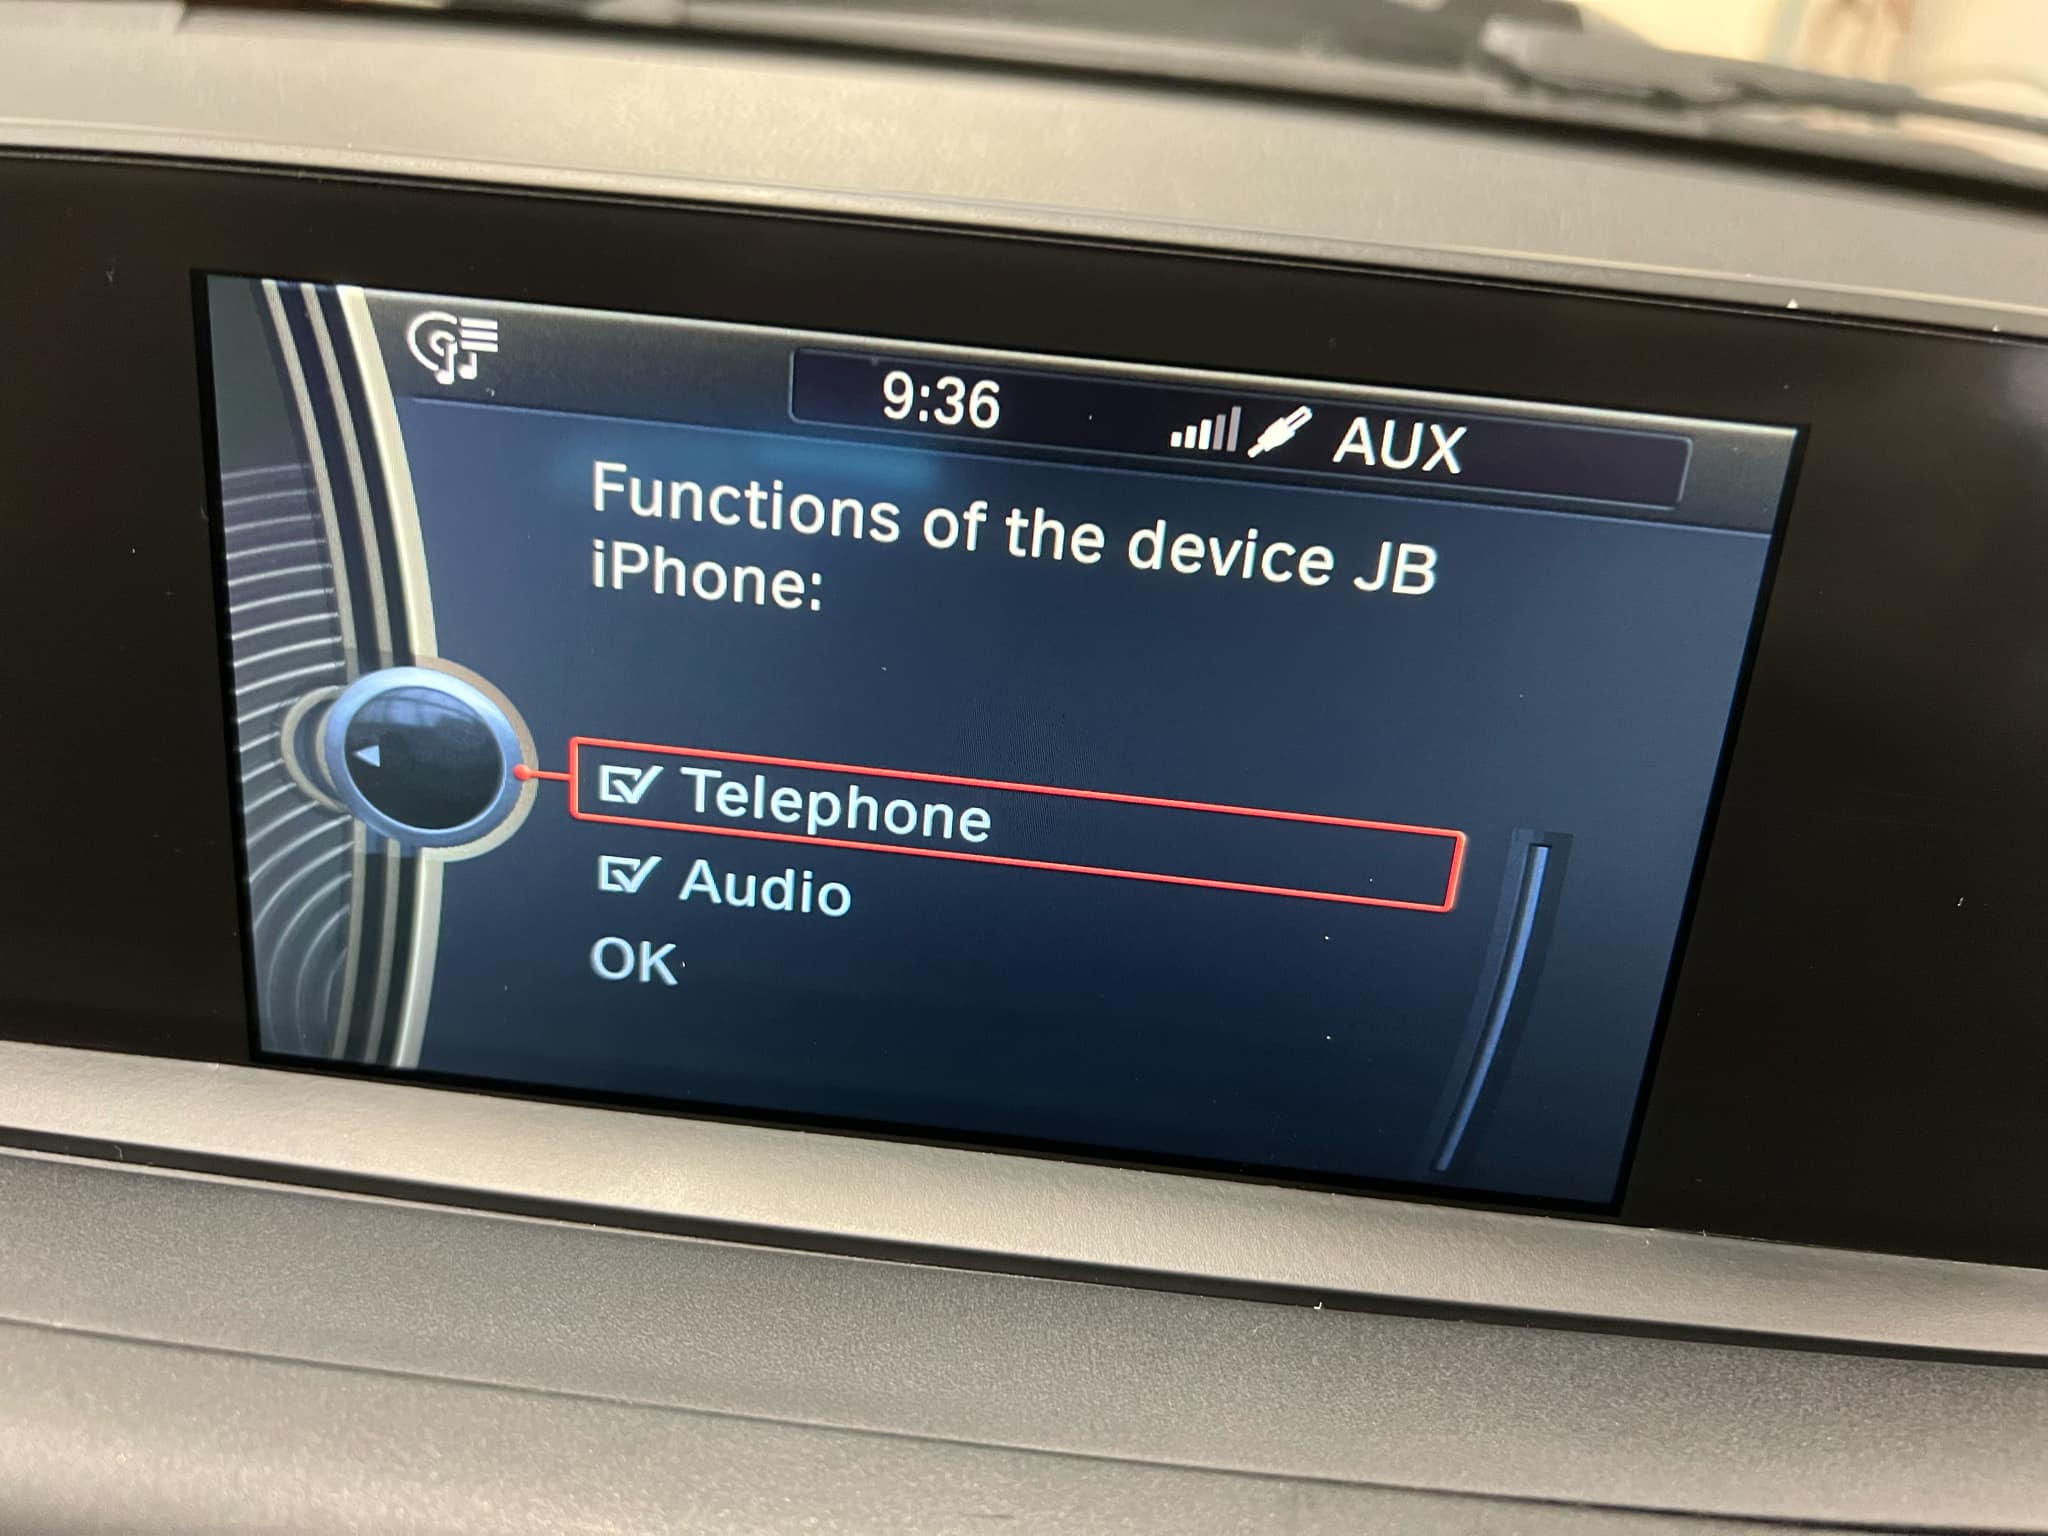 9:36 AUX
Functions of the device JB
iPhone:
Telephone
Audio
OK